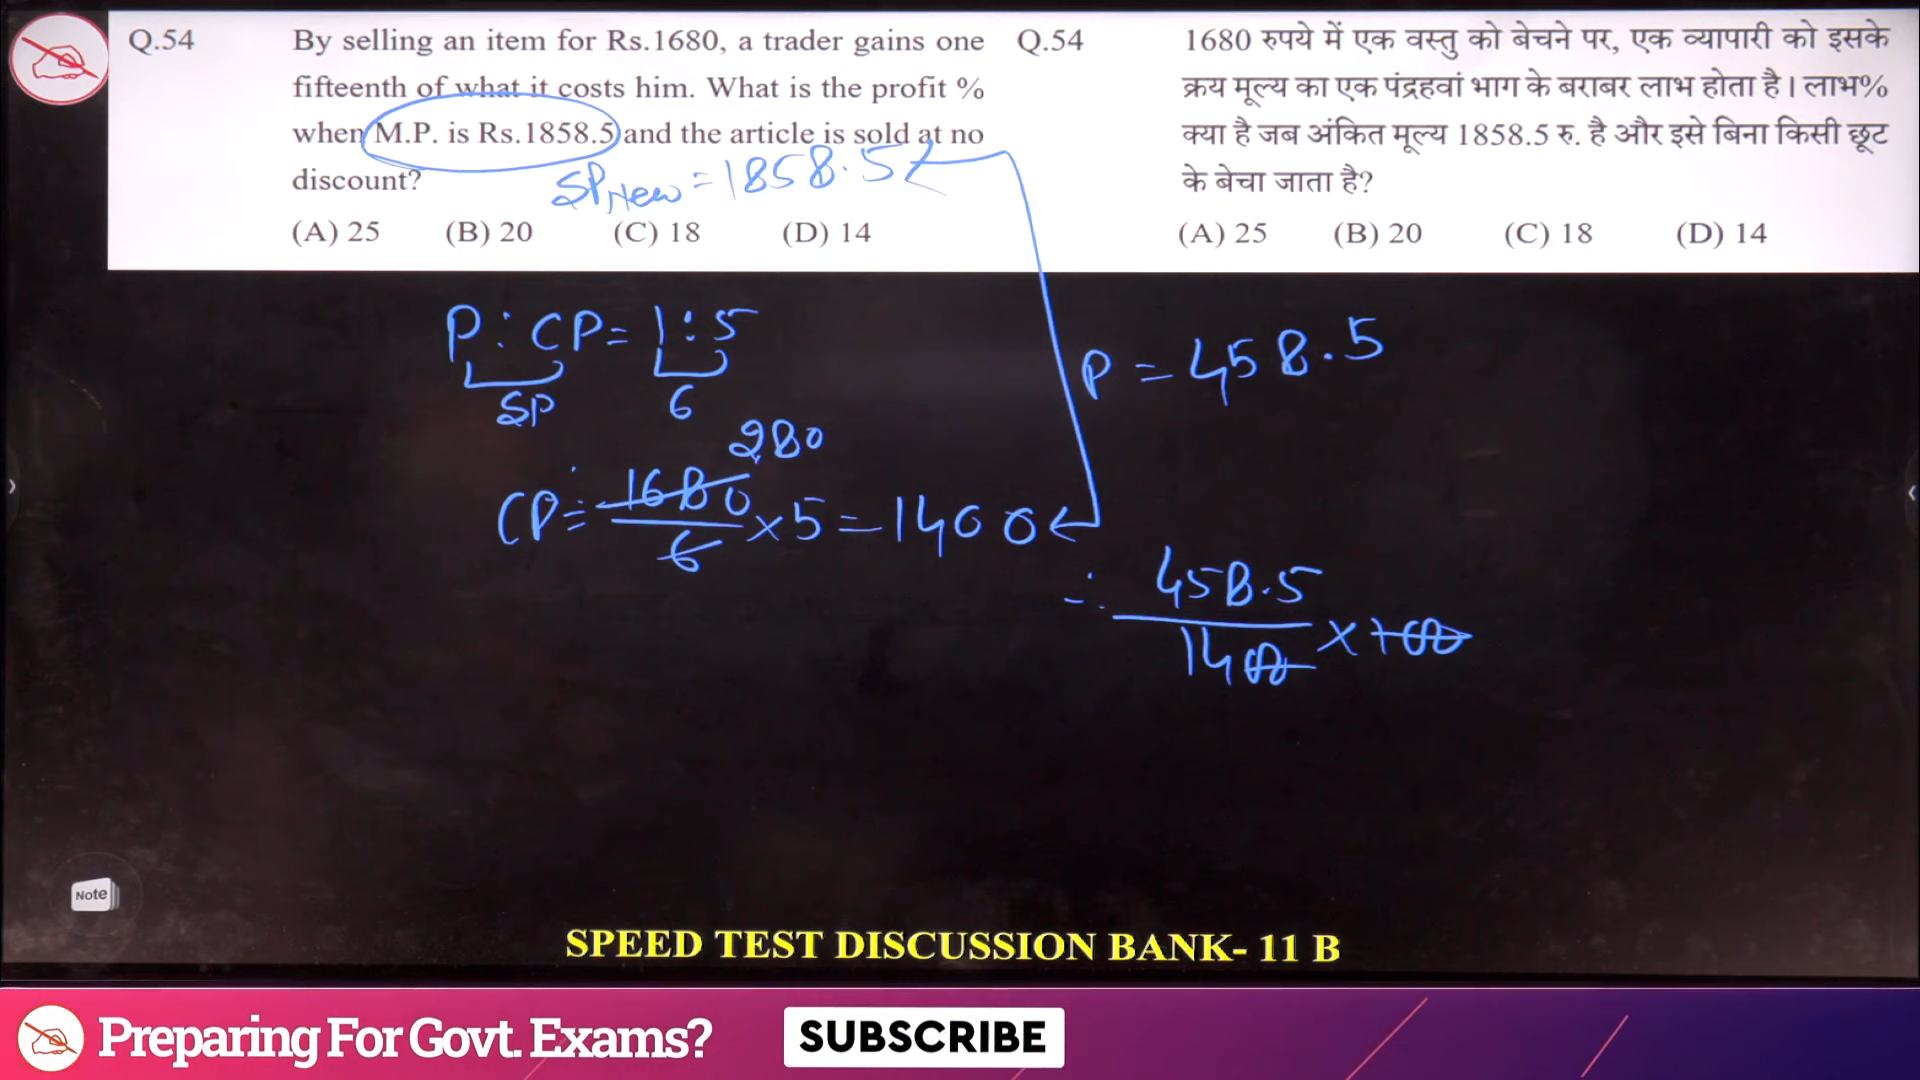 Q.54
By selling an item for Rs.1680, a trader gains one
fifteenth of what it costs him. What is the profit %
when M.P. is Rs.1858.5 and the article is sold at no
discount?
SPNew = 1858.5
(A) 25 (B) 20 (C) 18 (D) 14
Q.54
1680 रुपये में एक वस्तु को बेचने पर, एक व्यापारी को इसके
क्रय मूल्य का एक पंद्रहवां भाग के बराबर लाभ होता है। लाभ%
क्या है जब अंकित मूल्य 1858.5 रु. है और इसे बिना किसी छूट
के बेचा जाता है?
(A) 25 (B) 20 (C) 18 (D) 14
P : CP = 1 : 5
SP 6
280
CP = 1680/6 × 5 = 1400
P = 458.5
∴ 458.5/1400 × 100
Note
SPEED TEST DISCUSSION BANK- 11 B
Preparing For Govt. Exams?
SUBSCRIBE